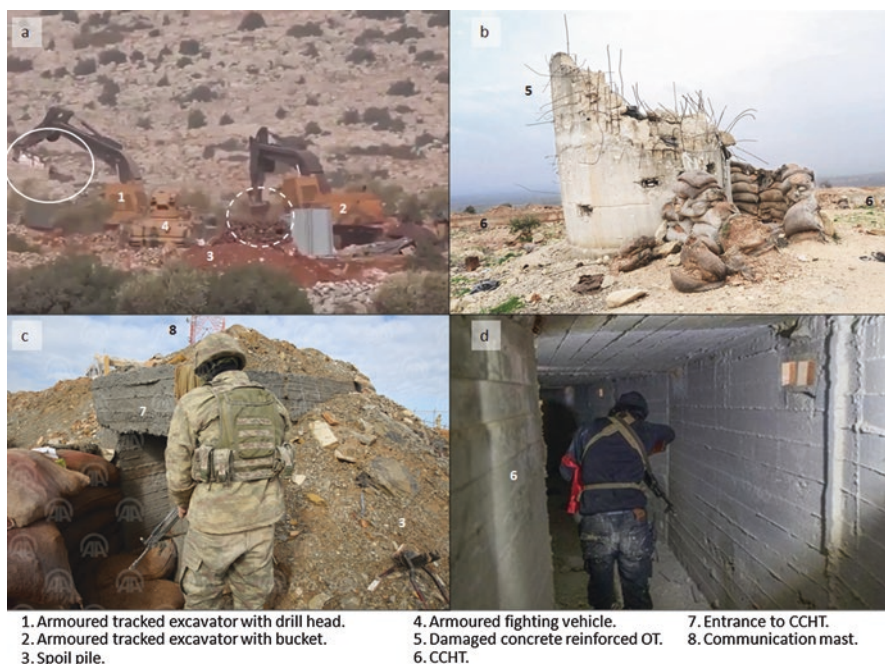 a
b
5
1
2
4
3
6
6
c
8
d
7
6
3
1. Armoured tracked excavator with drill head.
2. Armoured tracked excavator with bucket.
3. Spoil pile.
4. Armoured fighting vehicle.
5. Damaged concrete reinforced OT.
6. CCHT.
7. Entrance to CCHT.
8. Communication mast.